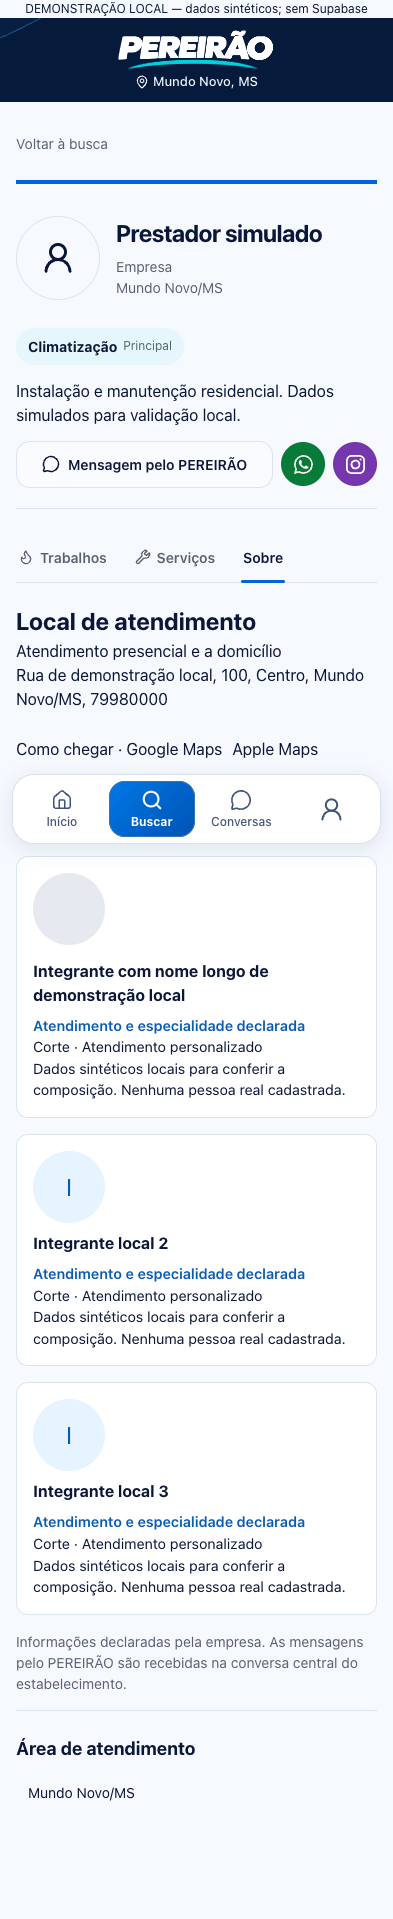 DEMONSTRAÇÃO LOCAL — dados sintéticos; sem Supabase
PEREIRÃO
Mundo Novo, MS
Voltar à busca
Prestador simulado
Empresa
Mundo Novo/MS
Climatização Principal
Instalação e manutenção residencial. Dados
simulados para validação local.
Mensagem pelo PEREIRÃO
Trabalhos Serviços Sobre
Local de atendimento
Atendimento presencial e a domicílio
Rua de demonstração local, 100, Centro, Mundo
Novo/MS, 79980000
Como chegar · Google Maps Apple Maps
Início Buscar Conversas
Integrante com nome longo de
demonstração local
Atendimento e especialidade declarada
Corte · Atendimento personalizado
Dados sintéticos locais para conferir a
composição. Nenhuma pessoa real cadastrada.
I
Integrante local 2
Atendimento e especialidade declarada
Corte · Atendimento personalizado
Dados sintéticos locais para conferir a
composição. Nenhuma pessoa real cadastrada.
I
Integrante local 3
Atendimento e especialidade declarada
Corte · Atendimento personalizado
Dados sintéticos locais para conferir a
composição. Nenhuma pessoa real cadastrada.
Informações declaradas pela empresa. As mensagens
pelo PEREIRÃO são recebidas na conversa central do
estabelecimento.
Área de atendimento
Mundo Novo/MS